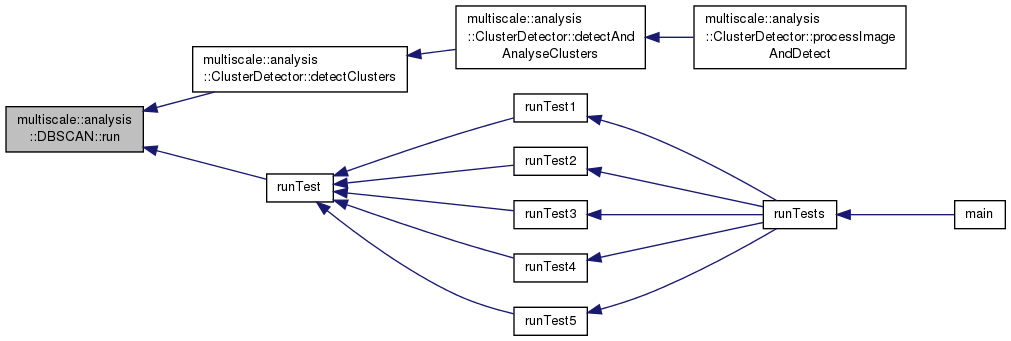 multiscale::analysis
::DBSCAN::run
multiscale::analysis
::ClusterDetector::detectClusters
multiscale::analysis
::ClusterDetector::detectAnd
AnalyseClusters
multiscale::analysis
::ClusterDetector::processImage
AndDetect
runTest
runTest1
runTest2
runTest3
runTest4
runTest5
runTests
main